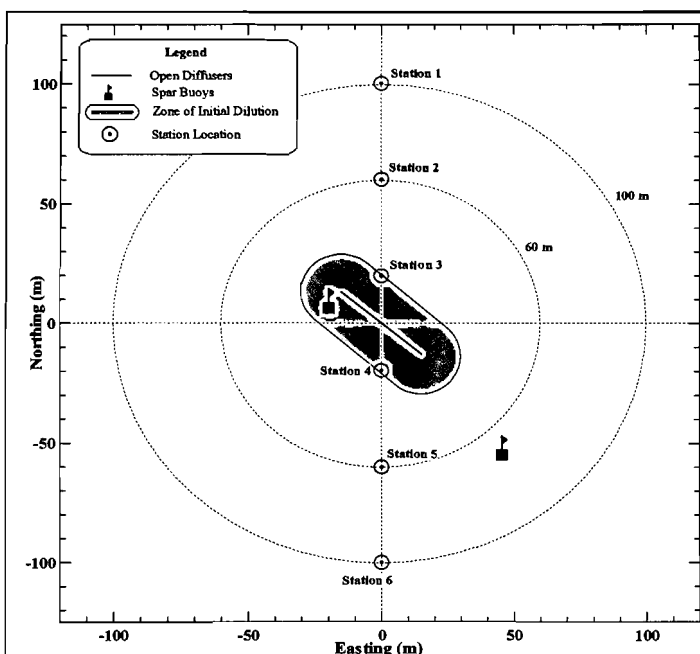 Legend
Open Diffusers
Spar Buoys
Zone of Initial Dilution
Station Location
Station 1
Station 2
100 m
60 m
Station 3
Station 4
Station 5
Station 6
Northing (m)
100
50
0
-50
-100
-100
-50
0
50
100
Easting (m)